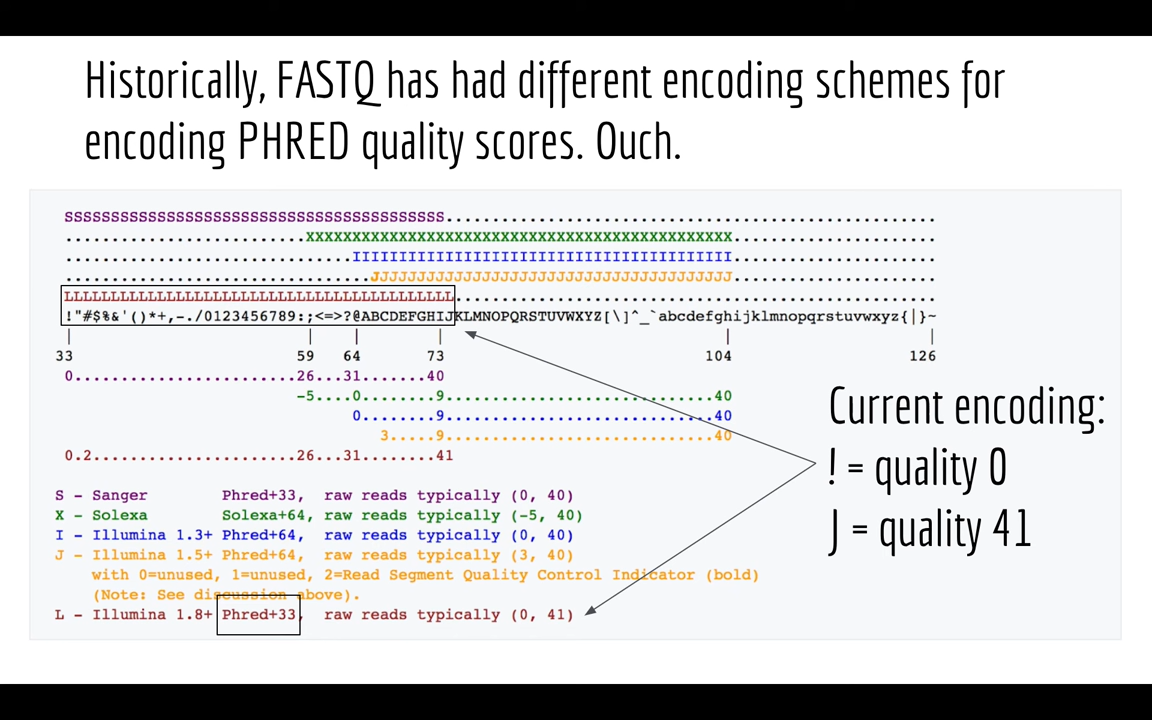 Historically, FASTQ has had different encoding schemes for
encoding PHRED quality scores. Ouch.
SSSSSSSSSSSSSSSSSSSSSSSSSSSSSSSSSSSSSSSSS.....................................................
..........................XXXXXXXXXXXXXXXXXXXXXXXXXXXXXXXXXXXXXXXXXXXXXX......................
...............................IIIIIIIIIIIIIIIIIIIIIIIIIIIIIIIIIIIIIIIII......................
.................................JJJJJJJJJJJJJJJJJJJJJJJJJJJJJJJJJJJJJJJ......................
LLLLLLLLLLLLLLLLLLLLLLLLLLLLLLLLLLLLLLLLLL....................................................
!"#$%&'()*+,-./0123456789:;<=>?@ABCDEFGHIJKLMNOPQRSTUVWXYZ[\]^_`abcdefghijklmnopqrstuvwxyz{|}~
| | | | | |
33 59 64 73 104 126
0........................26...31.......40
-5....0........9.............................40
0........9.............................40
3.....9.............................40
0.2......................26...31........41
Current encoding:
! = quality 0
J = quality 41
S - Sanger Phred+33, raw reads typically (0, 40)
X - Solexa Solexa+64, raw reads typically (-5, 40)
I - Illumina 1.3+ Phred+64, raw reads typically (0, 40)
J - Illumina 1.5+ Phred+64, raw reads typically (3, 40)
with 0=unused, 1=unused, 2=Read Segment Quality Control Indicator (bold)
(Note: See discussion above).
L - Illumina 1.8+ Phred+33, raw reads typically (0, 41)